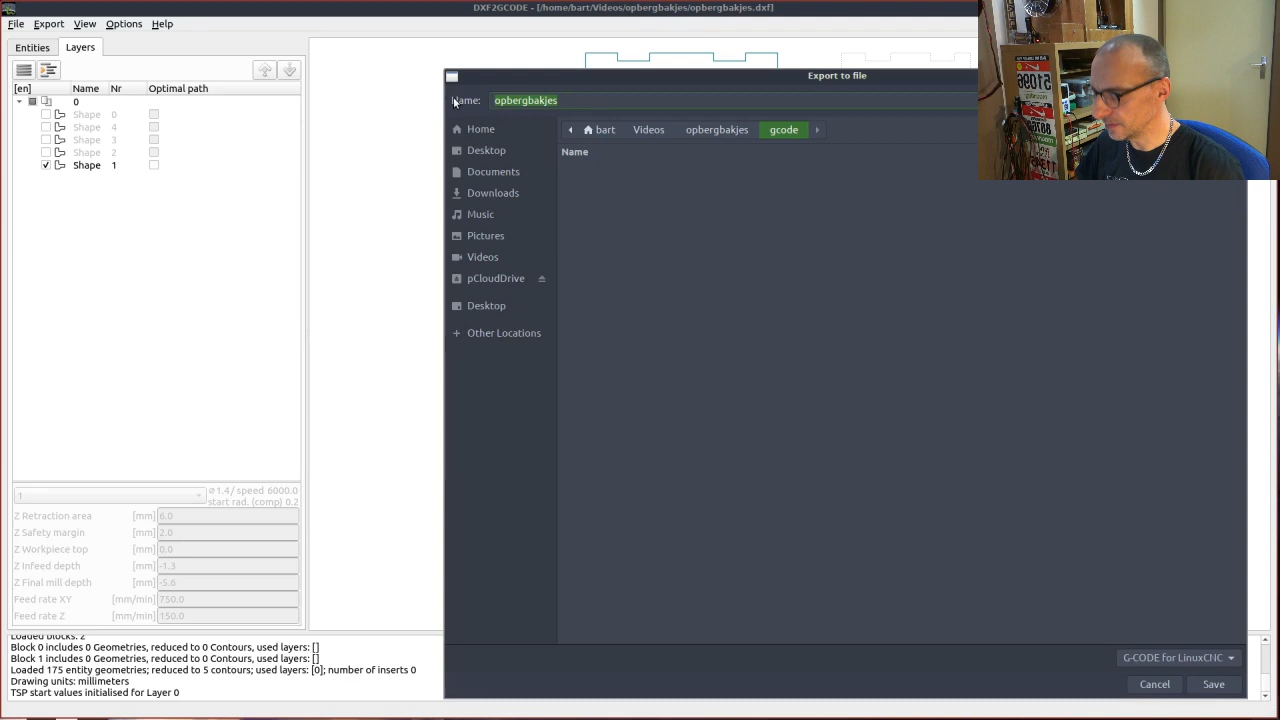 DXF2GCODE - [/home/bart/Videos/opbergbakjes/opbergbakjes.dxf]
File Export View Options Help
Entities Layers
[en] Name Nr Optimal path
0
Shape 0
Shape 4
Shape 3
Shape 2
Shape 1
1
⌀1.4 / speed 6000.0
start rad. (comp) 0.2
Z Retraction area [mm] 6.0
Z Safety margin [mm] 2.0
Z Workpiece top [mm] 0.0
Z Infeed depth [mm] -1.3
Z Final mill depth [mm] -5.6
Feed rate XY [mm/min] 750.0
Feed rate Z [mm/min] 150.0
Loaded blocks: 2
Block 0 includes 0 Geometries, reduced to 0 Contours, used layers: []
Block 1 includes 0 Geometries, reduced to 0 Contours, used layers: []
Loaded 175 entity geometries; reduced to 5 contours; used layers: [0]; number of inserts 0
Drawing units: millimeters
TSP start values initialised for Layer 0
Export to file
Name: opbergbakjes
Home
Desktop
Documents
Downloads
Music
Pictures
Videos
pCloudDrive
Desktop
+ Other Locations
bart Videos opbergbakjes gcode
Name
G-CODE for LinuxCNC
Cancel Save
51096